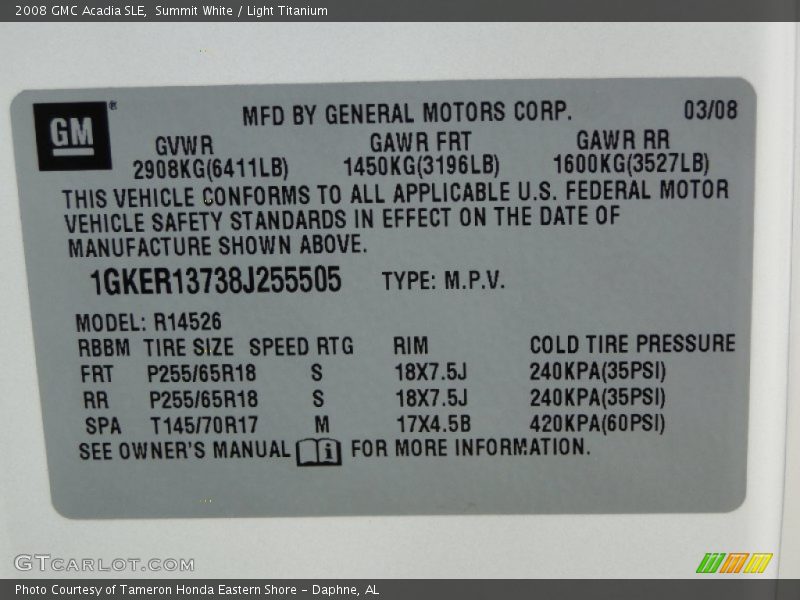 2008 GMC Acadia SLE,  Summit White / Light Titanium
GM®
MFD BY GENERAL MOTORS CORP. 03/08
GVWR GAWR FRT GAWR RR
2908KG(6411LB) 1450KG(3196LB) 1600KG(3527LB)
THIS VEHICLE CONFORMS TO ALL APPLICABLE U.S. FEDERAL MOTOR
VEHICLE SAFETY STANDARDS IN EFFECT ON THE DATE OF
MANUFACTURE SHOWN ABOVE.
1GKER13738J255505 TYPE: M.P.V.
MODEL: R14526
RBBM TIRE SIZE SPEED RTG RIM COLD TIRE PRESSURE
FRT P255/65R18 S 18X7.5J 240KPA(35PSI)
RR P255/65R18 S 18X7.5J 240KPA(35PSI)
SPA T145/70R17 M 17X4.5B 420KPA(60PSI)
SEE OWNER'S MANUAL i FOR MORE INFORMATION.
GTCARLOT.COM
Photo Courtesy of Tameron Honda Eastern Shore - Daphne, AL